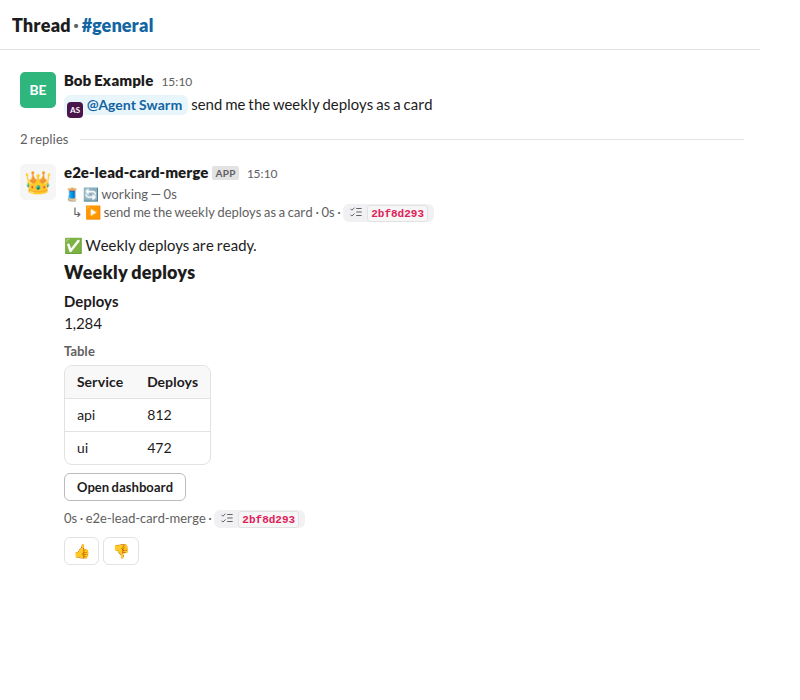 Thread · #general
BE
Bob Example 15:10
AS @Agent Swarm send me the weekly deploys as a card
2 replies
e2e-lead-card-merge APP 15:10
working — 0s
↳ send me the weekly deploys as a card · 0s · 2bf8d293
Weekly deploys are ready.
Weekly deploys
Deploys
1,284
Table
Service Deploys
api 812
ui 472
Open dashboard
0s · e2e-lead-card-merge · 2bf8d293